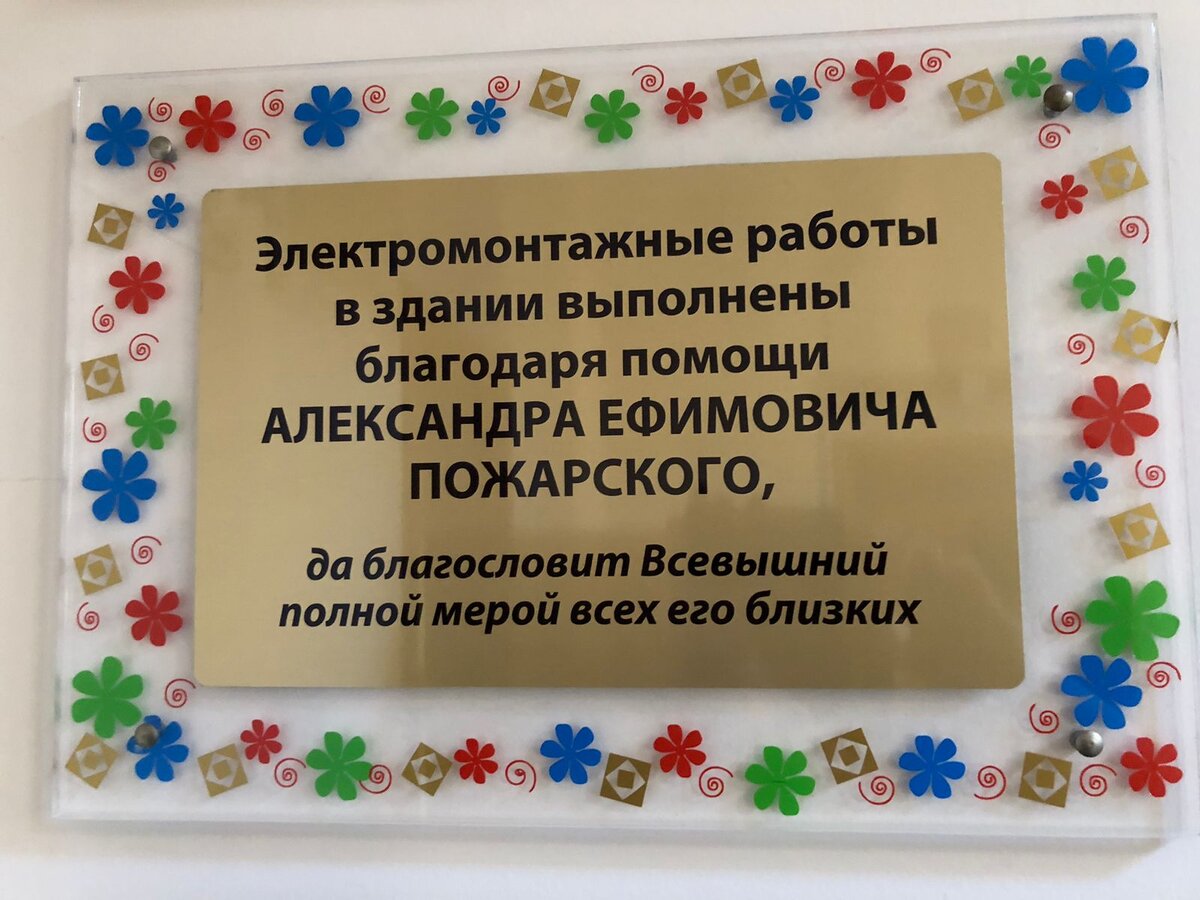 Электромонтажные работы
в здании выполнены
благодаря помощи
АЛЕКСАНДРА ЕФИМОВИЧА
ПОЖАРСКОГО,
да благословит Всевышний
полной мерой всех его близких